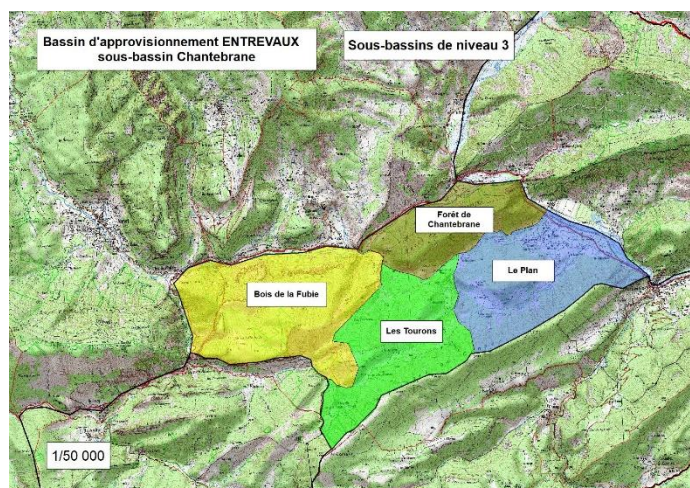 Bassin d'approvisionnement ENTREVAUX
sous-bassin Chantebrane
Sous-bassins de niveau 3
Forêt de
Chantebrane
Le Plan
Bois de la Fubie
Les Tourons
1/50 000